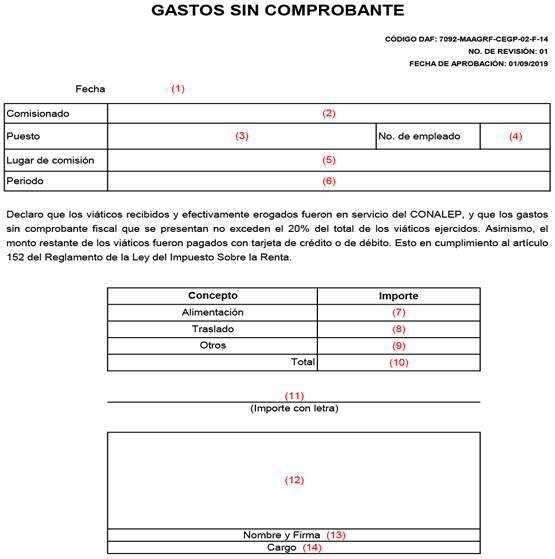 GASTOS SIN COMPROBANTE
CÓDIGO DAF: 7092-MAAGRF-CEGP-02-F-14
NO. DE REVISIÓN: 01
FECHA DE APROBACIÓN: 01/09/2019
Fecha (1)
Comisionado (2)
Puesto (3) No. de empleado (4)
Lugar de comisión (5)
Periodo (6)
Declaro que los viáticos recibidos y efectivamente erogados fueron en servicio del CONALEP, y que los gastos
sin comprobante fiscal que se presentan no exceden el 20% del total de los viáticos ejercidos. Asimismo, el
monto restante de los viáticos fueron pagados con tarjeta de crédito o de débito. Esto en cumplimiento al artículo
152 del Reglamento de la Ley del Impuesto Sobre la Renta.
Concepto Importe
Alimentación (7)
Traslado (8)
Otros (9)
Total (10)
(11)
(Importe con letra)
(12)
Nombre y Firma (13)
Cargo (14)